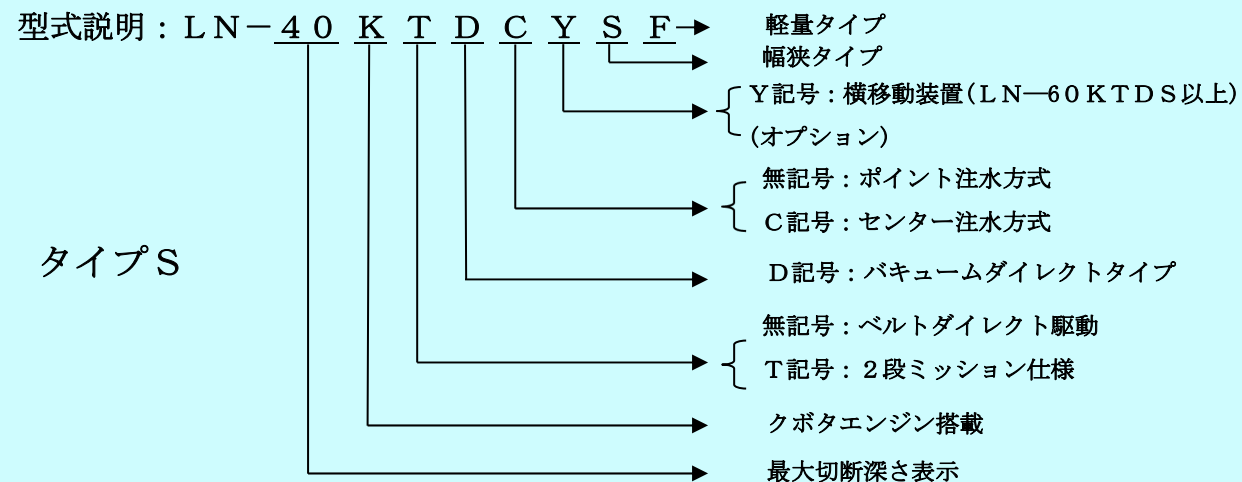 型式説明：ＬＮ－４０ＫＴＤＣＹＳＦ
軽量タイプ
幅狭タイプ
Ｙ記号：横移動装置(ＬＮ―６０ＫＴＤＳ以上)
(オプション)
無記号：ポイント注水方式
Ｃ記号：センター注水方式
タイプＳ
Ｄ記号：バキュームダイレクトタイプ
無記号：ベルトダイレクト駆動
Ｔ記号：２段ミッション仕様
クボタエンジン搭載
最大切断深さ表示